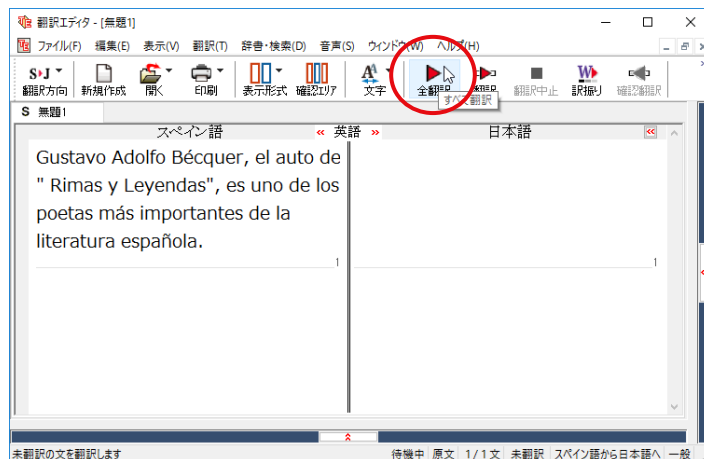 翻訳エディタ - [無題1]
ファイル(F) 編集(E) 表示(V) 翻訳(T) 辞書・検索(D) 音声(S) ウィンドウ(W) ヘルプ(H)
S›J
翻訳方向 新規作成 開く 印刷 表示形式 確認エリア 文字 全翻訳 翻訳中止 訳振り 確認翻訳
すべて翻訳
S 無題1
スペイン語 « 英語 » 日本語 «
Gustavo Adolfo Bécquer, el auto de
" Rimas y Leyendas", es uno de los
poetas más importantes de la
literatura española.
1 1
未翻訳の文を翻訳します 待機中 原文 1/1文 未翻訳 スペイン語から日本語へ 一般